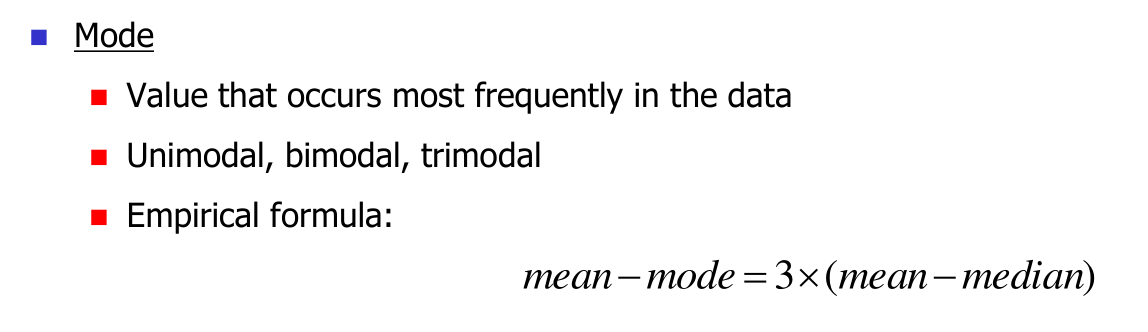 Mode
Value that occurs most frequently in the data
Unimodal, bimodal, trimodal
Empirical formula:
mean−mode=3×(mean−median)